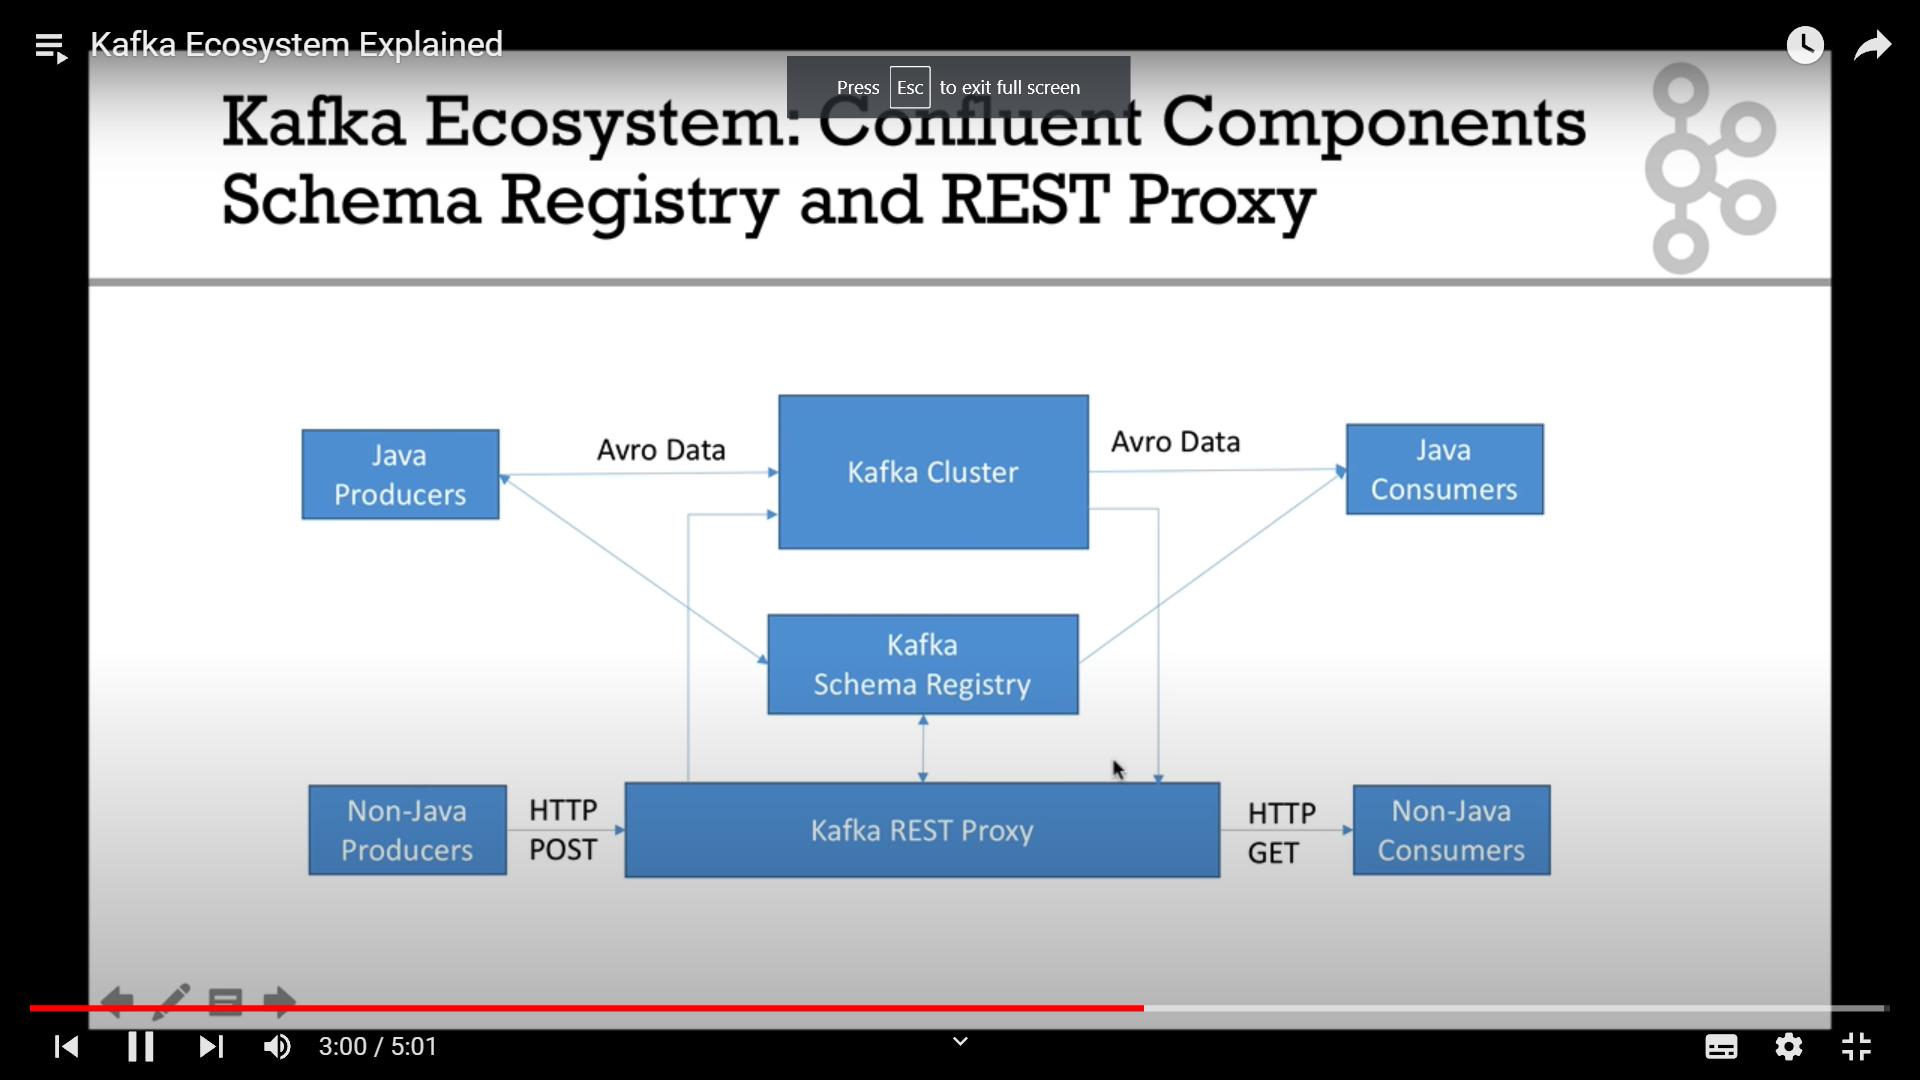 Kafka Ecosystem Explained
Press Esc to exit full screen
Kafka Ecosystem: Confluent Components
Schema Registry and REST Proxy
Java
Producers
Avro Data
Kafka Cluster
Avro Data
Java
Consumers
Kafka
Schema Registry
Non-Java
Producers
HTTP
POST
Kafka REST Proxy
HTTP
GET
Non-Java
Consumers
3:00 / 5:01